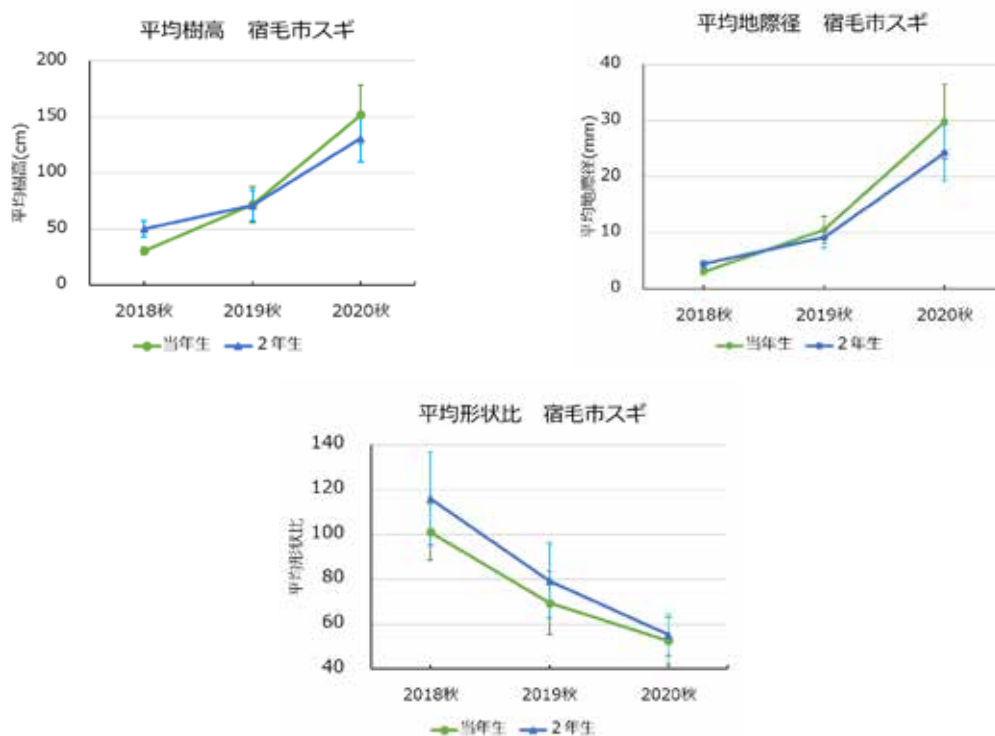 平均樹高　宿毛市スギ
200
150
100
50
0
平均樹高(cm)
2018秋 2019秋 2020秋
当年生 2年生
平均地際径　宿毛市スギ
40
30
20
10
0
平均地際径(mm)
2018秋 2019秋 2020秋
当年生 2年生
平均形状比　宿毛市スギ
140
120
100
80
60
40
平均形状比
2018秋 2019秋 2020秋
当年生 2年生